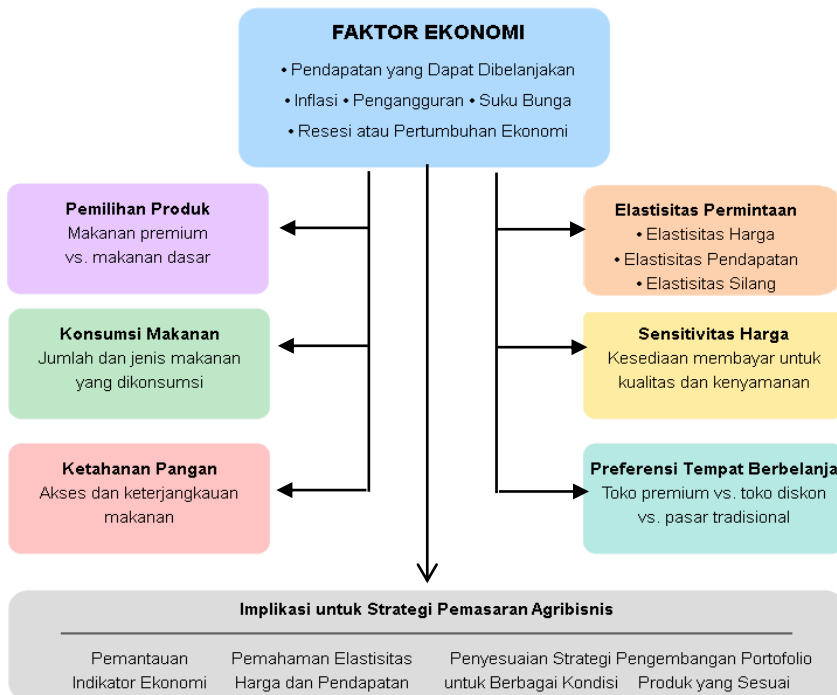 FAKTOR EKONOMI
• Pendapatan yang Dapat Dibelanjakan
• Inflasi • Pengangguran • Suku Bunga
• Resesi atau Pertumbuhan Ekonomi
Pemilihan Produk
Makanan premium
vs. makanan dasar
Elastisitas Permintaan
• Elastisitas Harga
• Elastisitas Pendapatan
• Elastisitas Silang
Konsumsi Makanan
Jumlah dan jenis makanan
yang dikonsumsi
Sensitivitas Harga
Kesediaan membayar untuk
kualitas dan kenyamanan
Ketahanan Pangan
Akses dan keterjangkauan
makanan
Preferensi Tempat Berbelanja
Toko premium vs. toko diskon
vs. pasar tradisional
Implikasi untuk Strategi Pemasaran Agribisnis
Pemantauan
Indikator Ekonomi
Pemahaman Elastisitas
Harga dan Pendapatan
Penyesuaian Strategi
untuk Berbagai Kondisi
Pengembangan Portofolio
Produk yang Sesuai